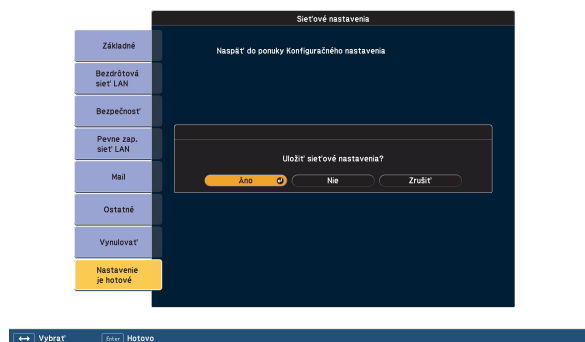 Sieťové nastavenia
Základné
Naspäť do ponuky Konfiguračného nastavenia
Bezdrôtová
sieť LAN
Bezpečnosť
Pevne zap.
sieť LAN
Uložiť sieťové nastavenia?
Mail
Áno
Nie
Zrušiť
Ostatné
Vynulovať
Nastavenie
je hotové
Vybrať
Enter Hotovo